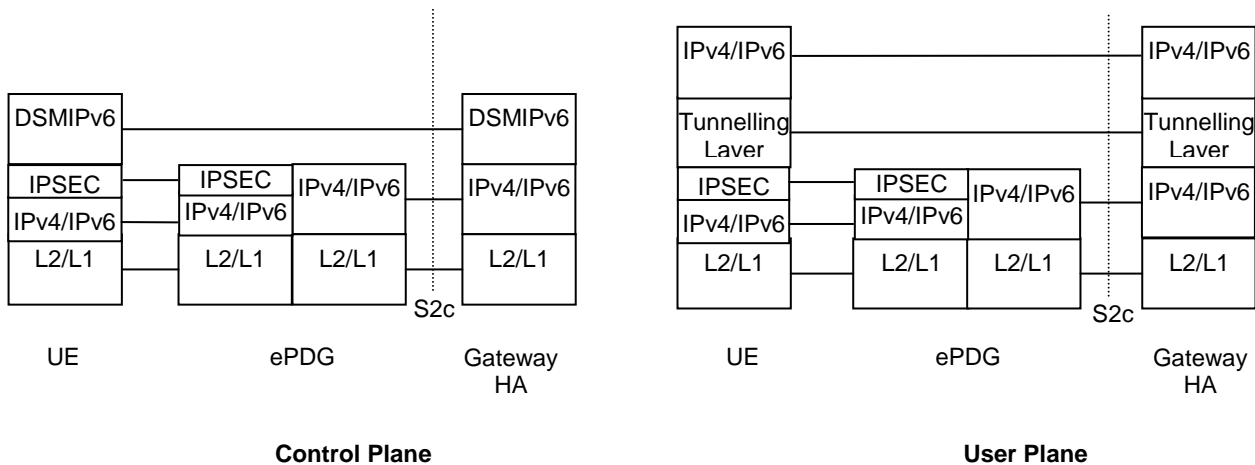 DSMIPv6
DSMIPv6
IPSEC
IPSEC
IPv4/IPv6
IPv4/IPv6
IPv4/IPv6
IPv4/IPv6
L2/L1
L2/L1
L2/L1
L2/L1
S2c
UE
ePDG
Gateway
HA
Control Plane
IPv4/IPv6
IPv4/IPv6
Tunnelling
Layer
Tunnelling
Layer
IPSEC
IPSEC
IPv4/IPv6
IPv4/IPv6
IPv4/IPv6
IPv4/IPv6
L2/L1
L2/L1
L2/L1
L2/L1
S2c
UE
ePDG
Gateway
HA
User Plane